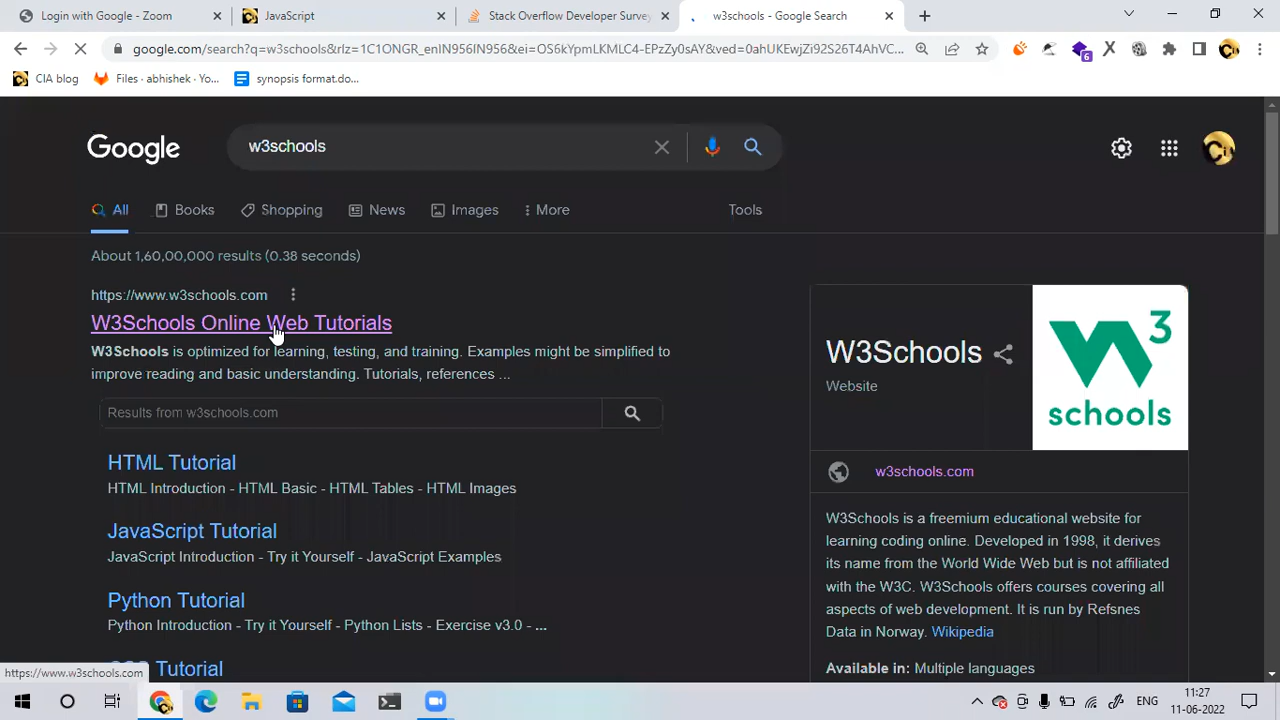 Login with Google - Zoom
JavaScript
Stack Overflow Developer Survey
w3schools - Google Search
google.com/search?q=w3schools&rlz=1C1ONGR_enIN956IN956&ei=OS6kYpmLKMLC4-EPzZy0sAY&ved=0ahUKEwjZi92S26T4AhVC...
6
CIA blog
Files · abhishek · Yo...
synopsis format.do...
Google
w3schools
All
Books
Shopping
News
Images
More
Tools
About 1,60,00,000 results (0.38 seconds)
https://www.w3schools.com
W3Schools Online Web Tutorials
W3Schools is optimized for learning, testing, and training. Examples might be simplified to
improve reading and basic understanding. Tutorials, references ...
Results from w3schools.com
HTML Tutorial
HTML Introduction - HTML Basic - HTML Tables - HTML Images
JavaScript Tutorial
JavaScript Introduction - Try it Yourself - JavaScript Examples
Python Tutorial
Python Introduction - Try it Yourself - Python Lists - Exercise v3.0 - ...
Tutorial
W3Schools
Website
W3
schools
w3schools.com
W3Schools is a freemium educational website for
learning coding online. Developed in 1998, it derives
its name from the World Wide Web but is not affiliated
with the W3C. W3Schools offers courses covering all
aspects of web development. It is run by Refsnes
Data in Norway. Wikipedia
Available in: Multiple languages
https://www.w3schools.com
ENG
11:27
11-06-2022